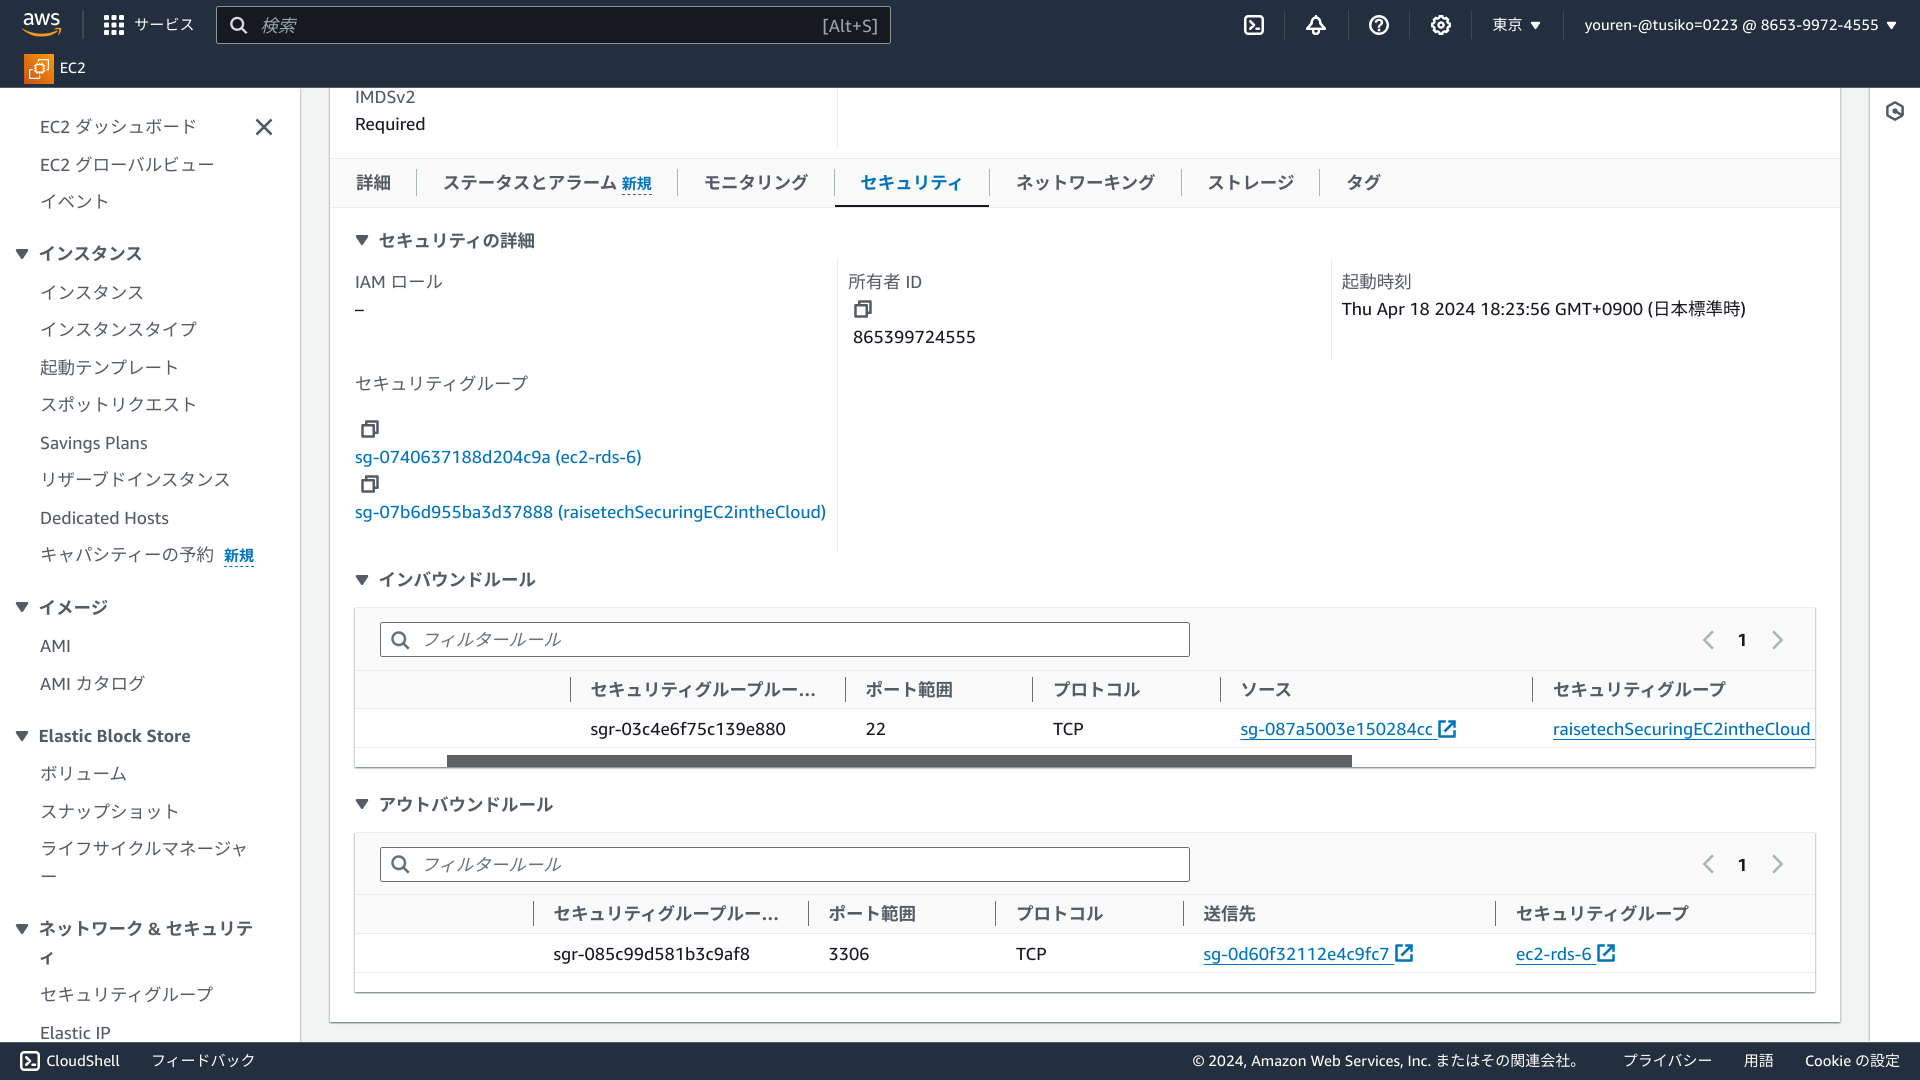 aws
サービス
検索
[Alt+S]
東京
youren-@tusiko=0223 @ 8653-9972-4555
EC2
EC2 ダッシュボード
EC2 グローバルビュー
イベント
インスタンス
インスタンス
インスタンスタイプ
起動テンプレート
スポットリクエスト
Savings Plans
リザーブドインスタンス
Dedicated Hosts
キャパシティーの予約 新規
イメージ
AMI
AMI カタログ
Elastic Block Store
ボリューム
スナップショット
ライフサイクルマネージャ
ー
ネットワーク & セキュリテ
ィ
セキュリティグループ
Elastic IP
IMDSv2
Required
詳細
ステータスとアラーム 新規
モニタリング
セキュリティ
ネットワーキング
ストレージ
タグ
セキュリティの詳細
IAM ロール
–
所有者 ID
865399724555
起動時刻
Thu Apr 18 2024 18:23:56 GMT+0900 (日本標準時)
セキュリティグループ
sg-0740637188d204c9a (ec2-rds-6)
sg-07b6d955ba3d37888 (raisetechSecuringEC2intheCloud)
インバウンドルール
フィルタールール
1
セキュリティグループルー...
ポート範囲
プロトコル
ソース
セキュリティグループ
sgr-03c4e6f75c139e880
22
TCP
sg-087a5003e150284cc
raisetechSecuringEC2intheCloud
アウトバウンドルール
フィルタールール
1
セキュリティグループルー...
ポート範囲
プロトコル
送信先
セキュリティグループ
sgr-085c99d581b3c9af8
3306
TCP
sg-0d60f32112e4c9fc7
ec2-rds-6
CloudShell
フィードバック
© 2024, Amazon Web Services, Inc. またはその関連会社。
プライバシー
用語
Cookie の設定